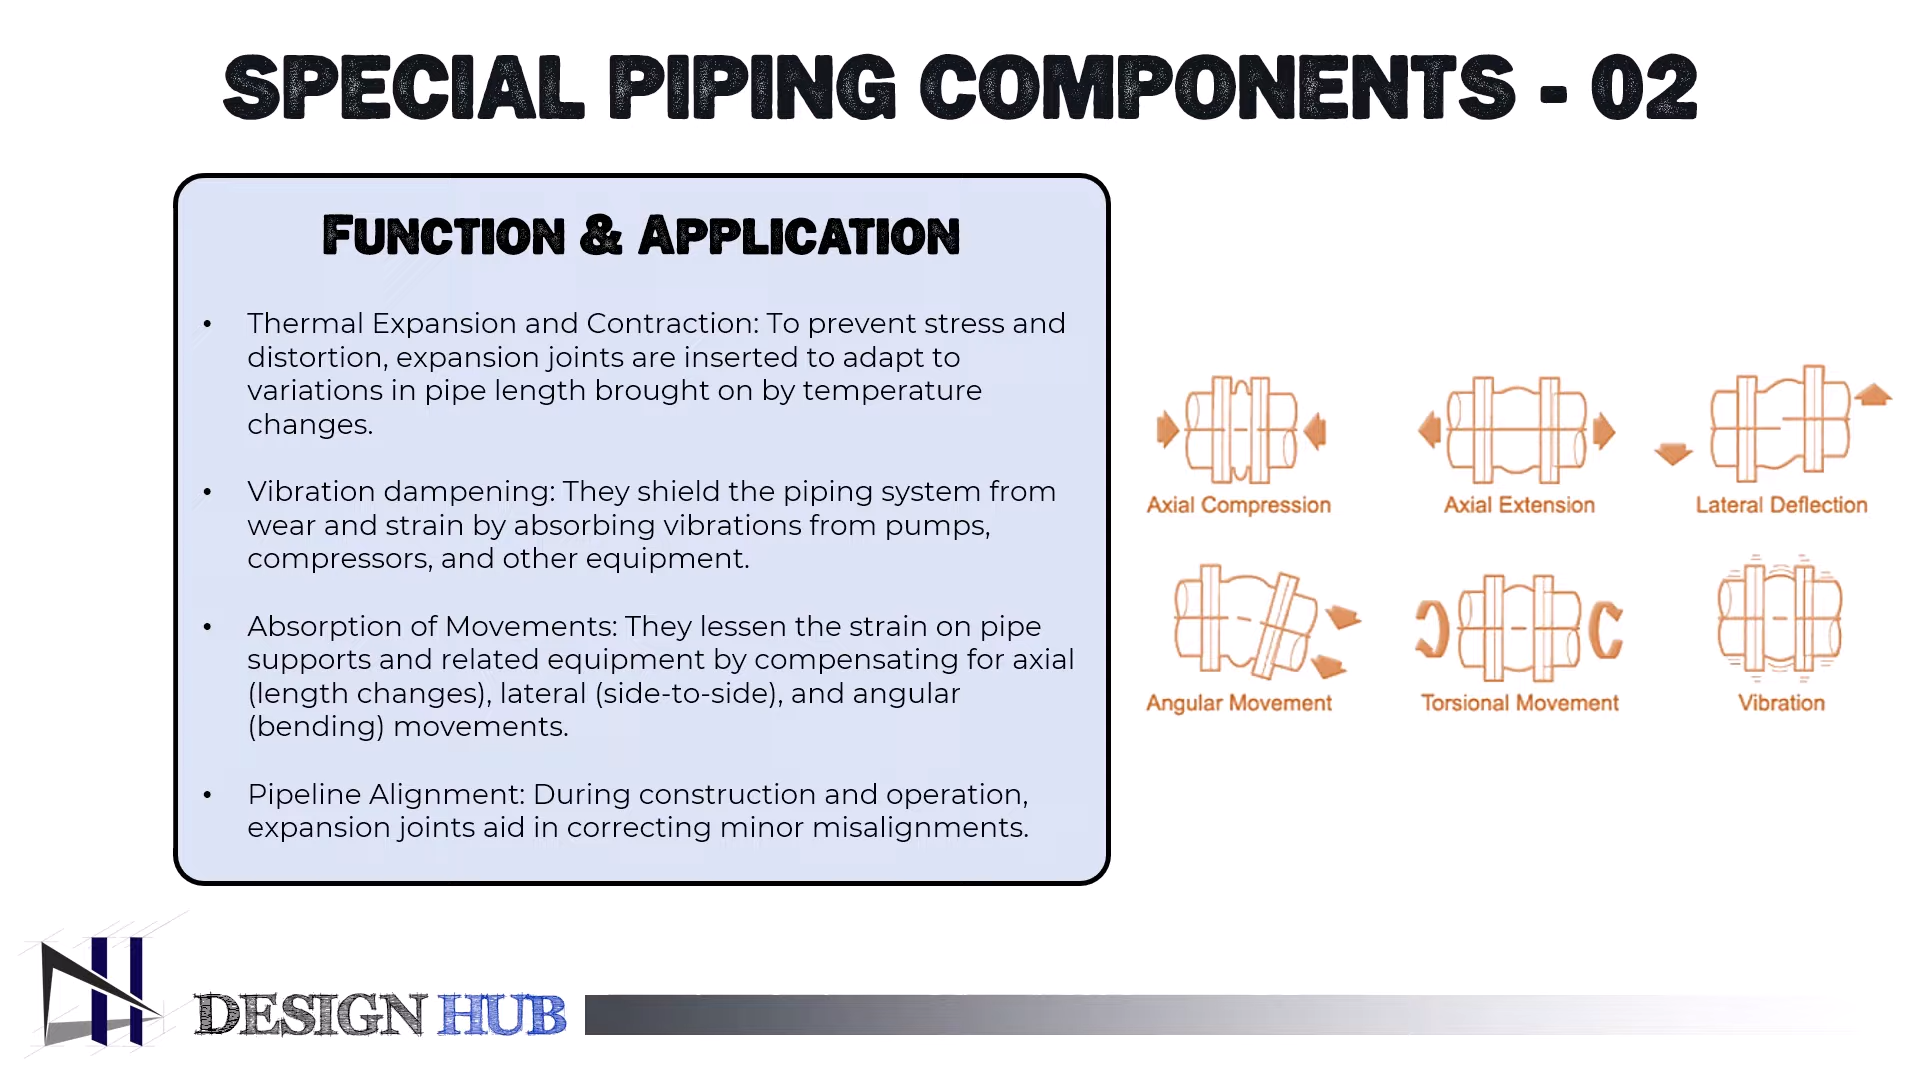 SPECIAL PIPING COMPONENTS - 02
FUNCTION & APPLICATION
• Thermal Expansion and Contraction: To prevent stress and
distortion, expansion joints are inserted to adapt to
variations in pipe length brought on by temperature
changes.
• Vibration dampening: They shield the piping system from
wear and strain by absorbing vibrations from pumps,
compressors, and other equipment.
• Absorption of Movements: They lessen the strain on pipe
supports and related equipment by compensating for axial
(length changes), lateral (side-to-side), and angular
(bending) movements.
• Pipeline Alignment: During construction and operation,
expansion joints aid in correcting minor misalignments.
Axial Compression
Axial Extension
Lateral Deflection
Angular Movement
Torsional Movement
Vibration
DESIGN HUB